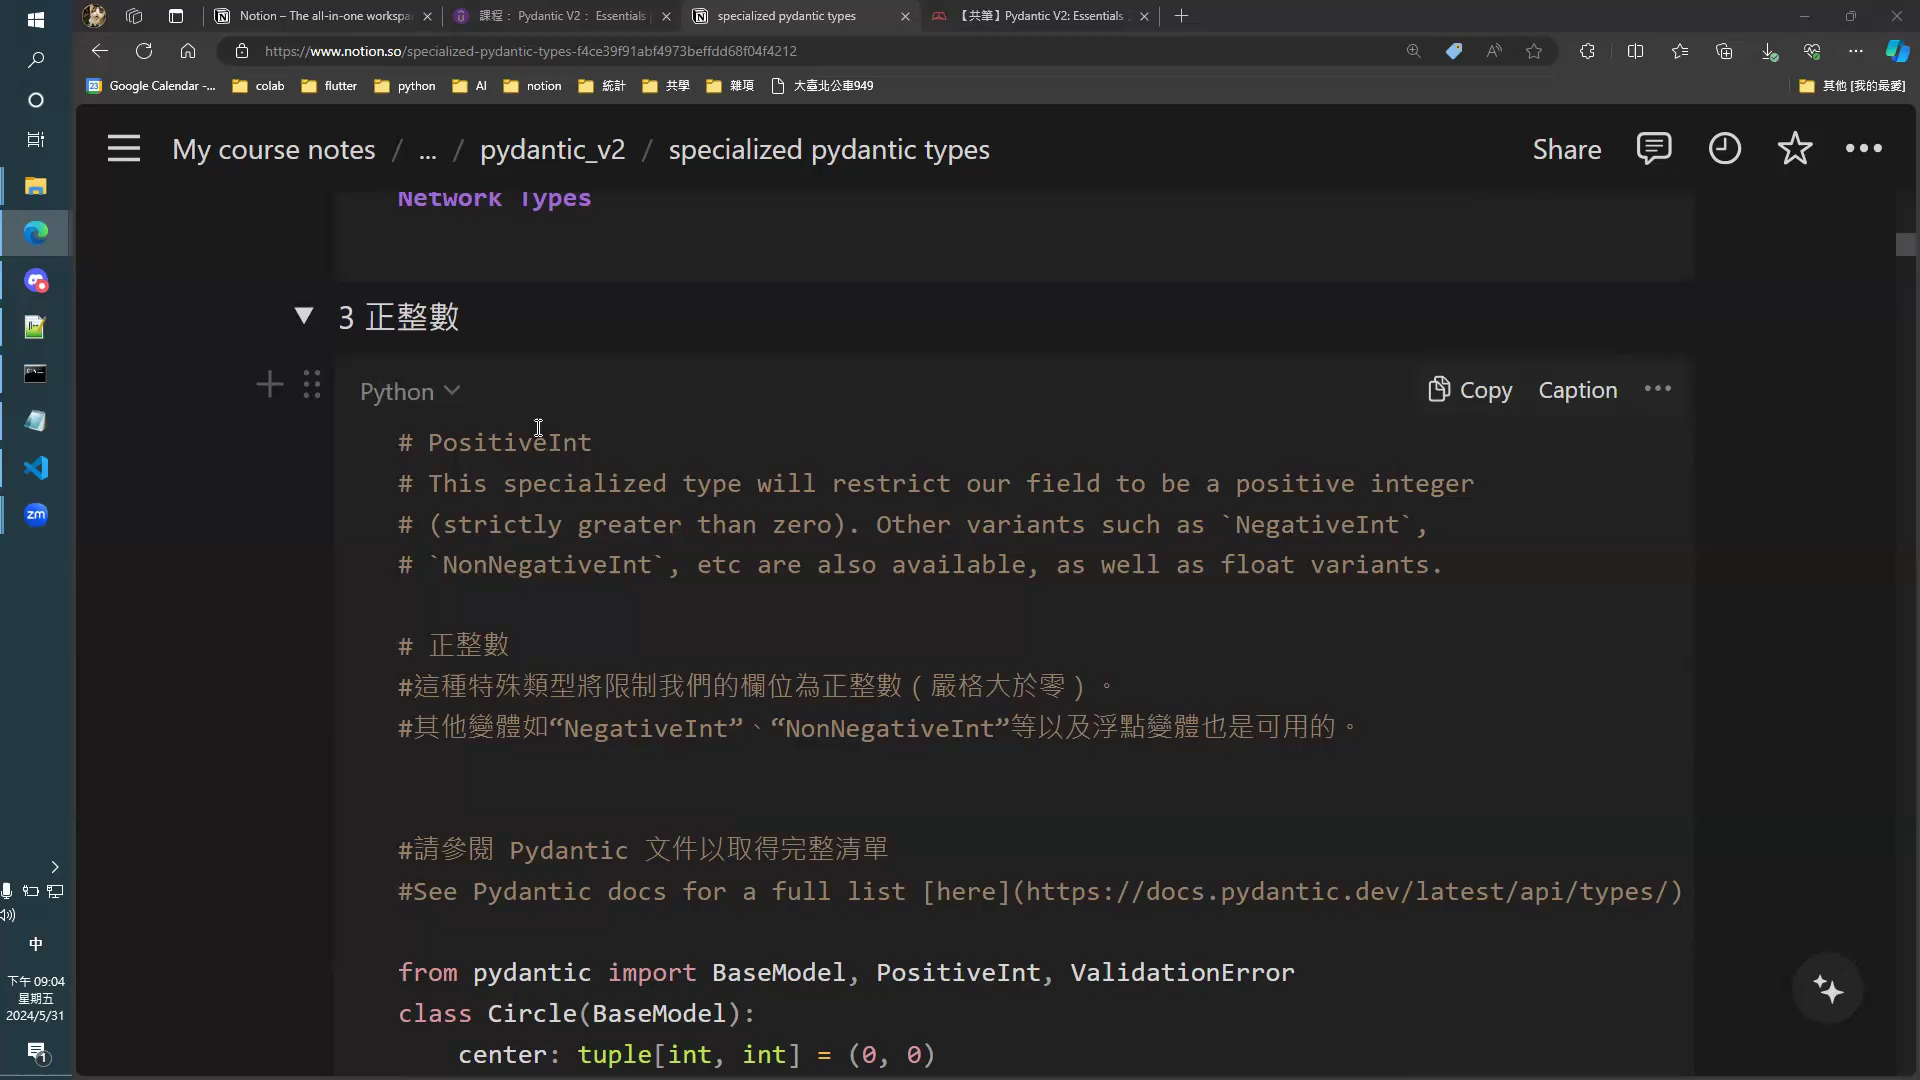 Notion – The all-in-one workspa
課程： Pydantic V2： Essentials
specialized pydantic types
【共筆】Pydantic V2: Essentials
https://www.notion.so/specialized-pydantic-types-f4ce39f91abf4973beffdd68f04f4212
Google Calendar -...
colab
flutter
python
AI
notion
統計
共學
雜項
大臺北公車949
其他 [我的最愛]
My course notes / ... / pydantic_v2 / specialized pydantic types
Share
Network Types
3 正整數
Python
Copy
Caption
# PositiveInt
# This specialized type will restrict our field to be a positive integer
# (strictly greater than zero). Other variants such as `NegativeInt`,
# `NonNegativeInt`, etc are also available, as well as float variants.
# 正整數
#這種特殊類型將限制我們的欄位為正整數（嚴格大於零）。
#其他變體如“NegativeInt”、“NonNegativeInt”等以及浮點變體也是可用的。
#請參閱 Pydantic 文件以取得完整清單
#See Pydantic docs for a full list [here](https://docs.pydantic.dev/latest/api/types/)
from pydantic import BaseModel, PositiveInt, ValidationError
class Circle(BaseModel):
center: tuple[int, int] = (0, 0)
zm
中
下午 09:04
星期五
2024/5/31
1